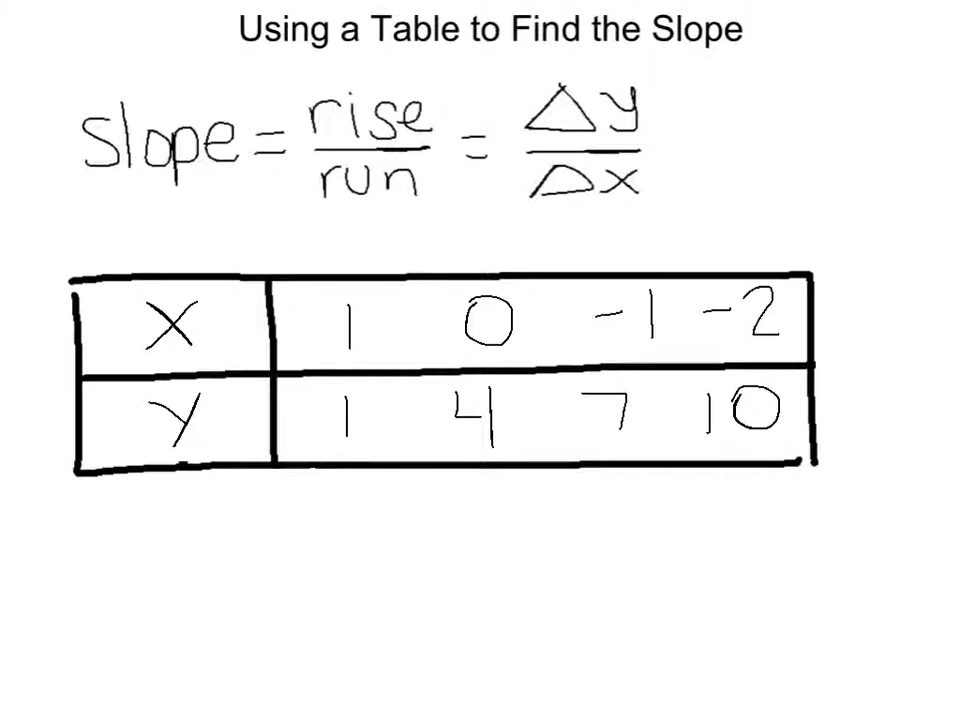 Using a Table to Find the Slope
slope = rise/run = Δy/Δx
X 1 0 -1 -2
Y 1 4 7 10